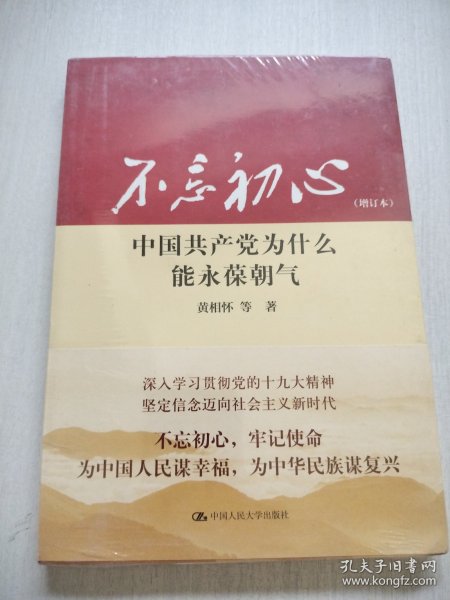 不忘初心
（增订本）
中国共产党为什么
能永葆朝气
黄相怀 等 著
深入学习贯彻党的十九大精神
坚定信念迈向社会主义新时代
不忘初心，牢记使命
为中国人民谋幸福，为中华民族谋复兴
中国人民大学出版社
孔夫子旧书网
www.kongfz.com